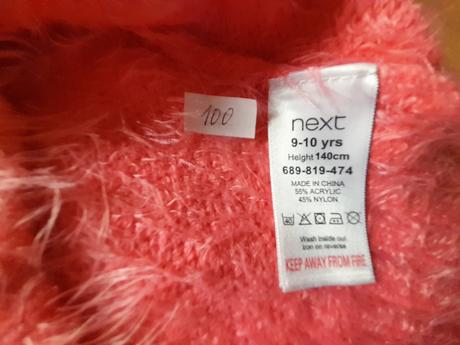 100
next
9-10 yrs
Height 140cm
689-819-474
MADE IN CHINA
55% ACRYLIC
45% NYLON
Wash inside out
Iron on reverse
KEEP AWAY FROM FIRE